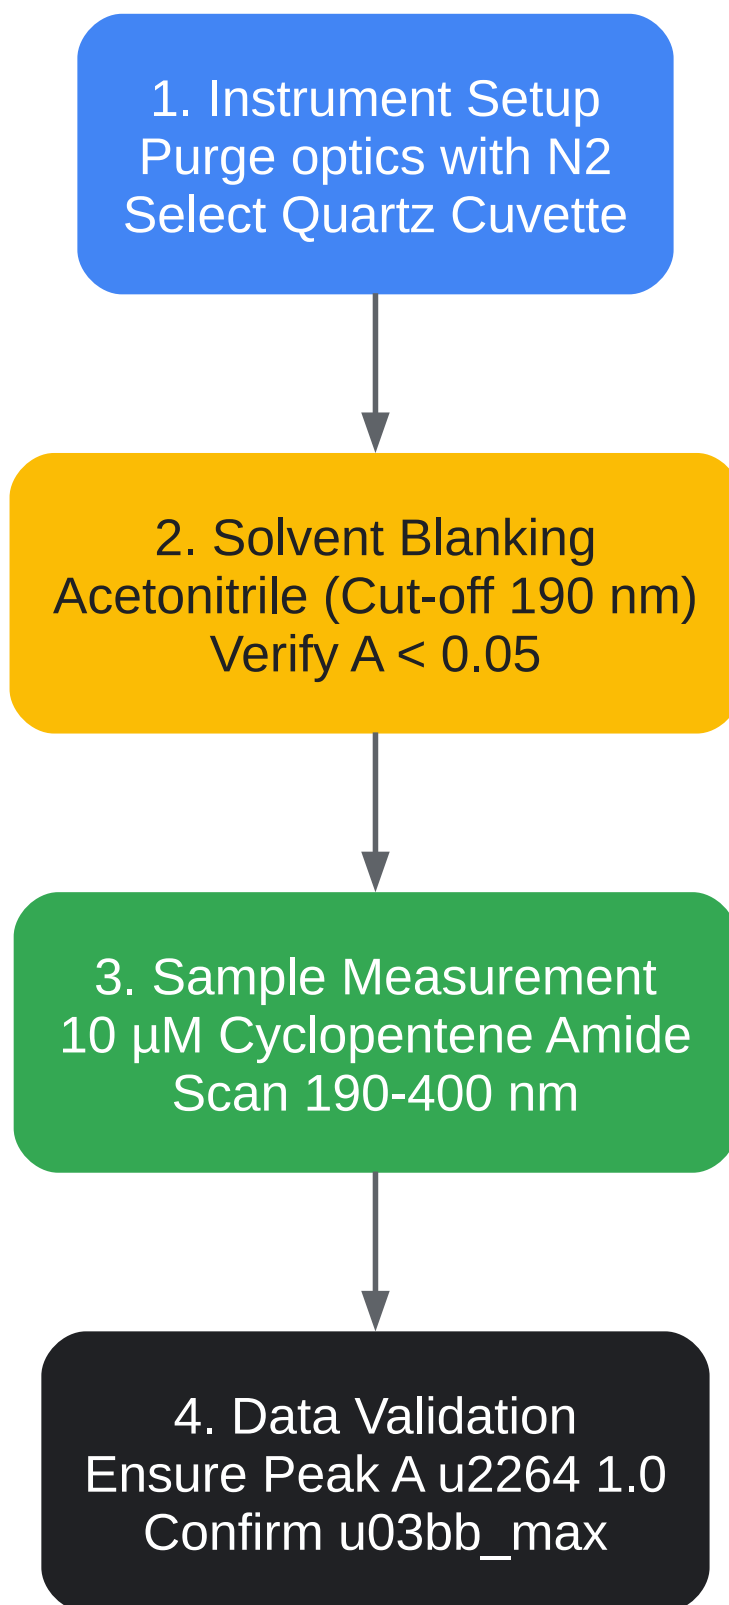 1. Instrument Setup
Purge optics with N2
Select Quartz Cuvette
2. Solvent Blanking
Acetonitrile (Cut-off 190 nm)
Verify A < 0.05
3. Sample Measurement
10 µM Cyclopentene Amide
Scan 190-400 nm
4. Data Validation
Ensure Peak A u2264 1.0
Confirm u03bb_max